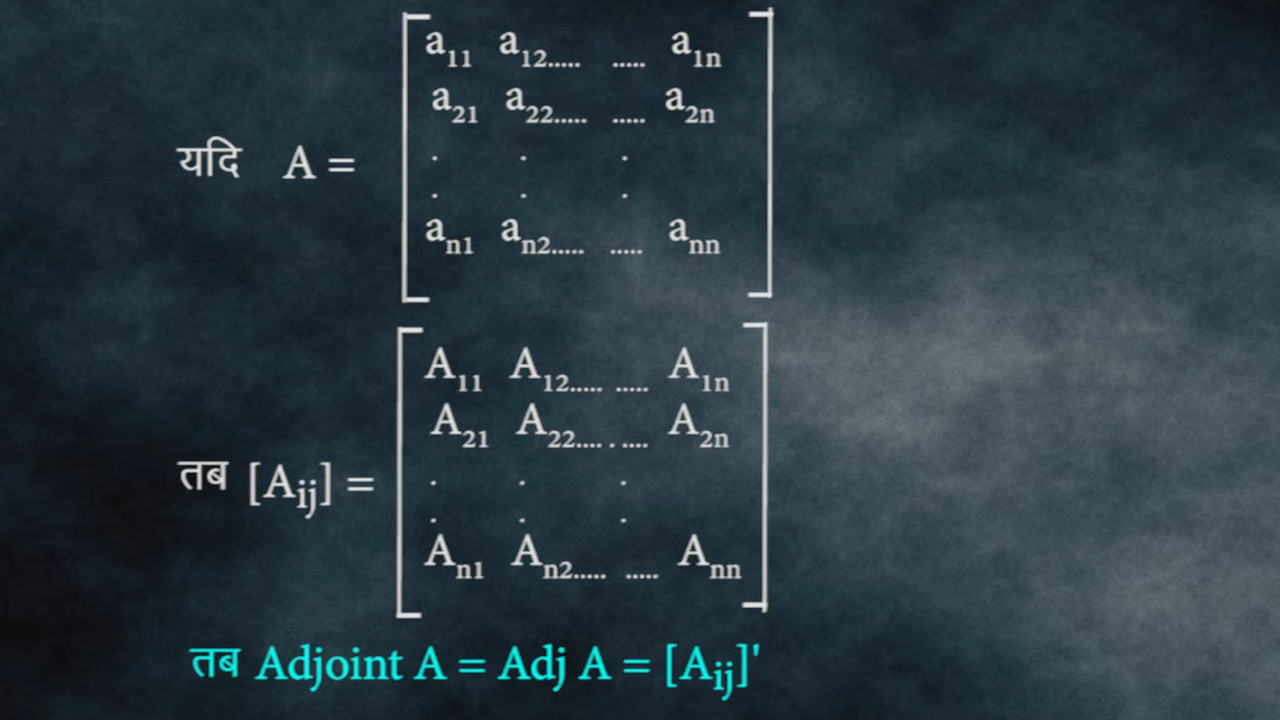 a11 a12..... ..... a1n
a21 a22..... ..... a2n
यदि A =
. . .
. . .
an1 an2..... ..... ann
A11 A12..... ..... A1n
A21 A22.... . .... A2n
तब [Aij] =
. . .
. . .
An1 An2..... ..... Ann
तब Adjoint A = Adj A = [Aij]'